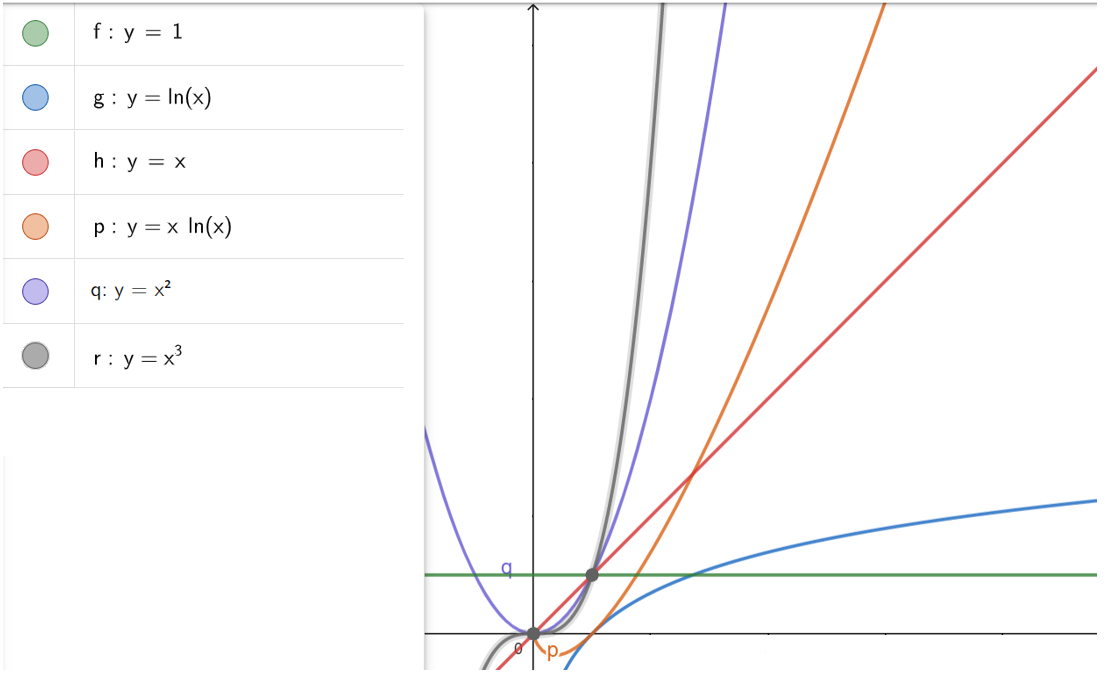 f : y = 1
g : y = ln(x)
h : y = x
p : y = x ln(x)
q: y = x²
r : y = x³
q
0
p